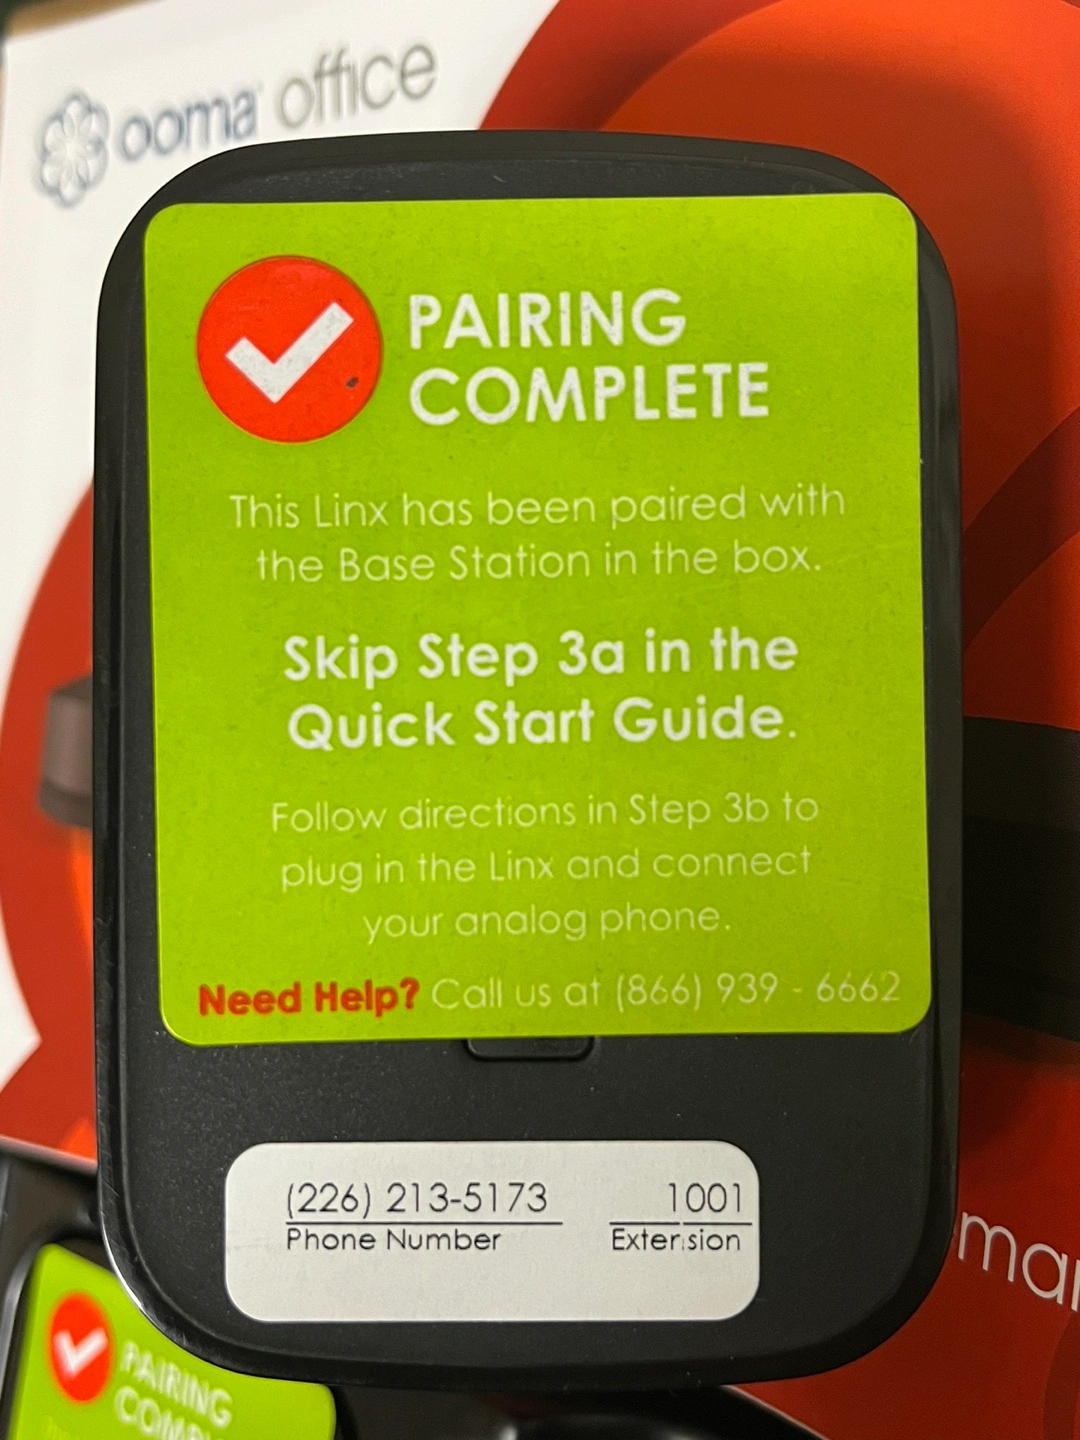 ooma office
PAIRING
COMPLETE
This Linx has been paired with
the Base Station in the box.
Skip Step 3a in the
Quick Start Guide.
Follow directions in Step 3b to
plug in the Linx and connect
your analog phone.
Need Help? Call us at (866) 939 - 6662
(226) 213-5173 1001
Phone Number Extension
PAIRING